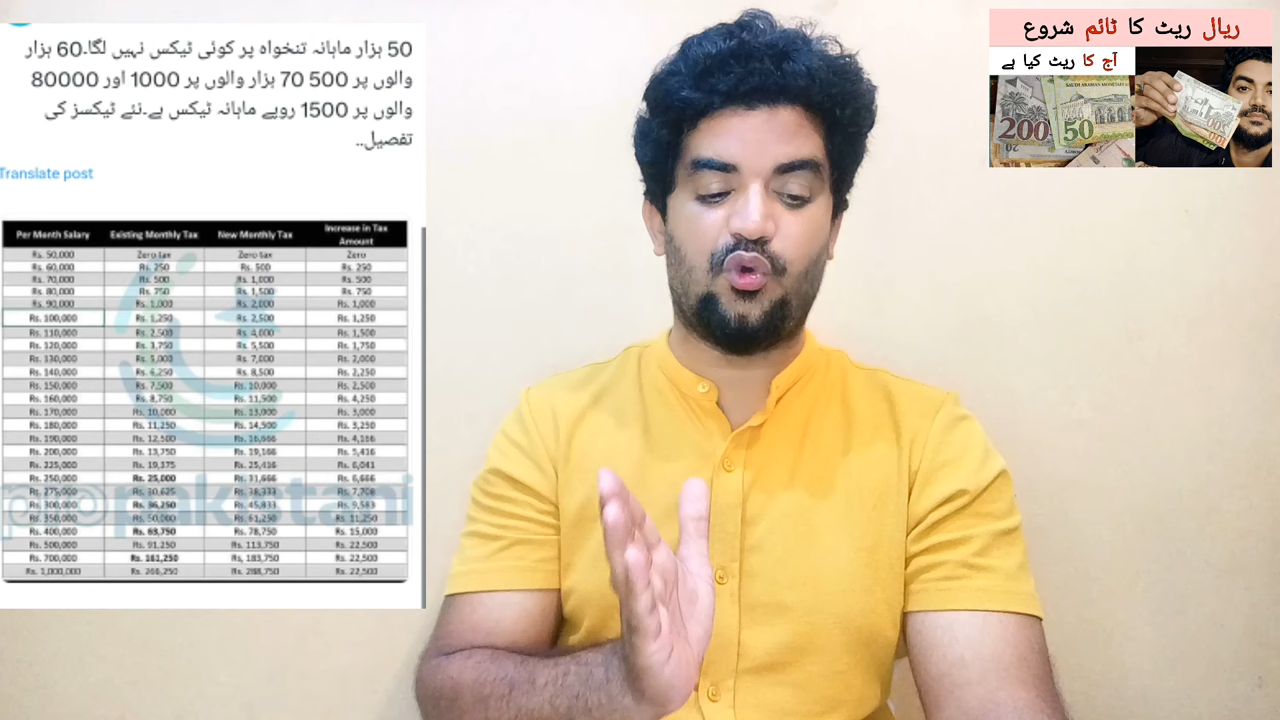 50 ہزار ماہانہ تنخواہ پر کوئی ٹیکس نہیں لگا۔60 ہزار
والوں پر 500 70 ہزار والوں پر 1000 اور 80000
والوں پر 1500 روپے ماہانہ ٹیکس ہے۔نئے ٹیکسز کی
تفصیل..
Translate post
Per Month Salary Existing Monthly Tax New Monthly Tax Increase in Tax Amount
Rs. 50,000 Zero tax Zero tax Zero
Rs. 60,000 Rs. 250 Rs. 500 Rs. 250
Rs. 70,000 Rs. 500 Rs. 1,000 Rs. 500
Rs. 80,000 Rs. 750 Rs. 1,500 Rs. 750
Rs. 90,000 Rs. 1,000 Rs. 2,000 Rs. 1,000
Rs. 100,000 Rs. 1,250 Rs. 2,500 Rs. 1,250
Rs. 110,000 Rs. 2,500 Rs. 4,000 Rs. 1,500
Rs. 120,000 Rs. 3,750 Rs. 5,500 Rs. 1,750
Rs. 130,000 Rs. 5,000 Rs. 7,000 Rs. 2,000
Rs. 140,000 Rs. 6,250 Rs. 8,500 Rs. 2,250
Rs. 150,000 Rs. 7,500 Rs. 10,000 Rs. 2,500
Rs. 160,000 Rs. 8,750 Rs. 11,500 Rs. 4,250
Rs. 170,000 Rs. 10,000 Rs. 13,000 Rs. 3,000
Rs. 180,000 Rs. 11,250 Rs. 14,500 Rs. 3,250
Rs. 190,000 Rs. 12,500 Rs. 16,666 Rs. 4,166
Rs. 200,000 Rs. 13,750 Rs. 19,166 Rs. 5,416
Rs. 225,000 Rs. 19,375 Rs. 25,416 Rs. 6,041
Rs. 250,000 Rs. 25,000 Rs. 31,666 Rs. 6,666
Rs. 275,000 Rs. 30,625 Rs. 38,333 Rs. 7,708
Rs. 300,000 Rs. 36,250 Rs. 45,833 Rs. 9,583
Rs. 350,000 Rs. 50,000 Rs. 61,250 Rs. 11,250
Rs. 400,000 Rs. 63,750 Rs. 78,750 Rs. 15,000
Rs. 500,000 Rs. 91,250 Rs. 113,750 Rs. 22,500
Rs. 700,000 Rs. 161,250 Rs. 183,750 Rs. 22,500
Rs. 1,000,000 Rs. 266,250 Rs. 288,750 Rs. 22,500
propakistani
ریال ریٹ کا ٹائم شروع
آج کا ریٹ کیا ہے
200 50